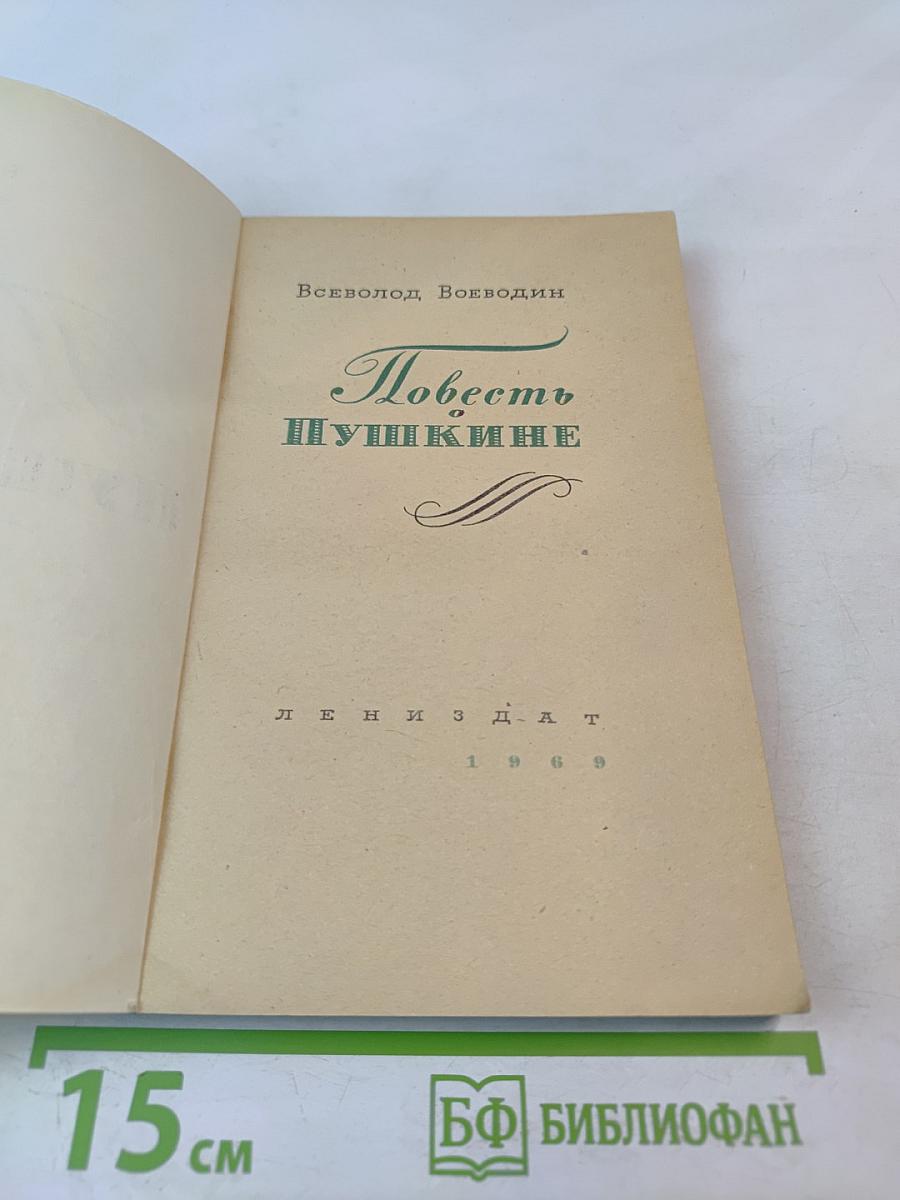 Всеволод Воеводин
Повесть
о
Пушкине
ЛЕНИЗДАТ
1969
15 см
БФ БИБЛИОФАН